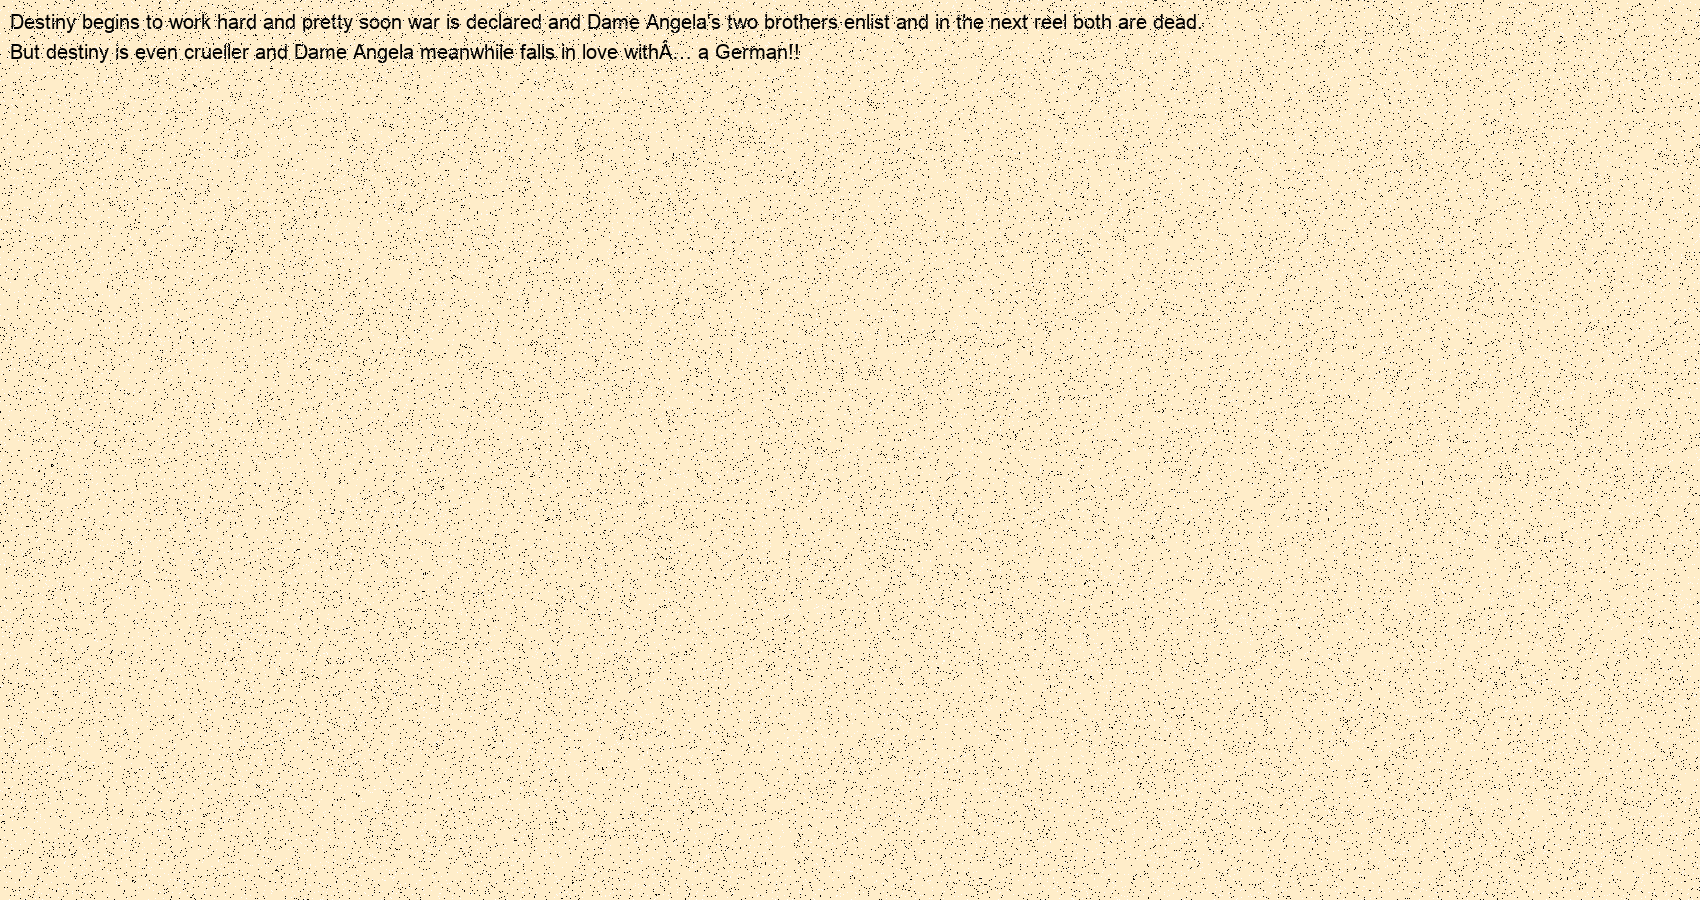 Destiny begins to work hard and pretty soon war is declared and Dame Angela's two brothers enlist and in the next reel both are dead.
But destiny is even crueller and Dame Angela meanwhile falls in love withÂ… a German!!